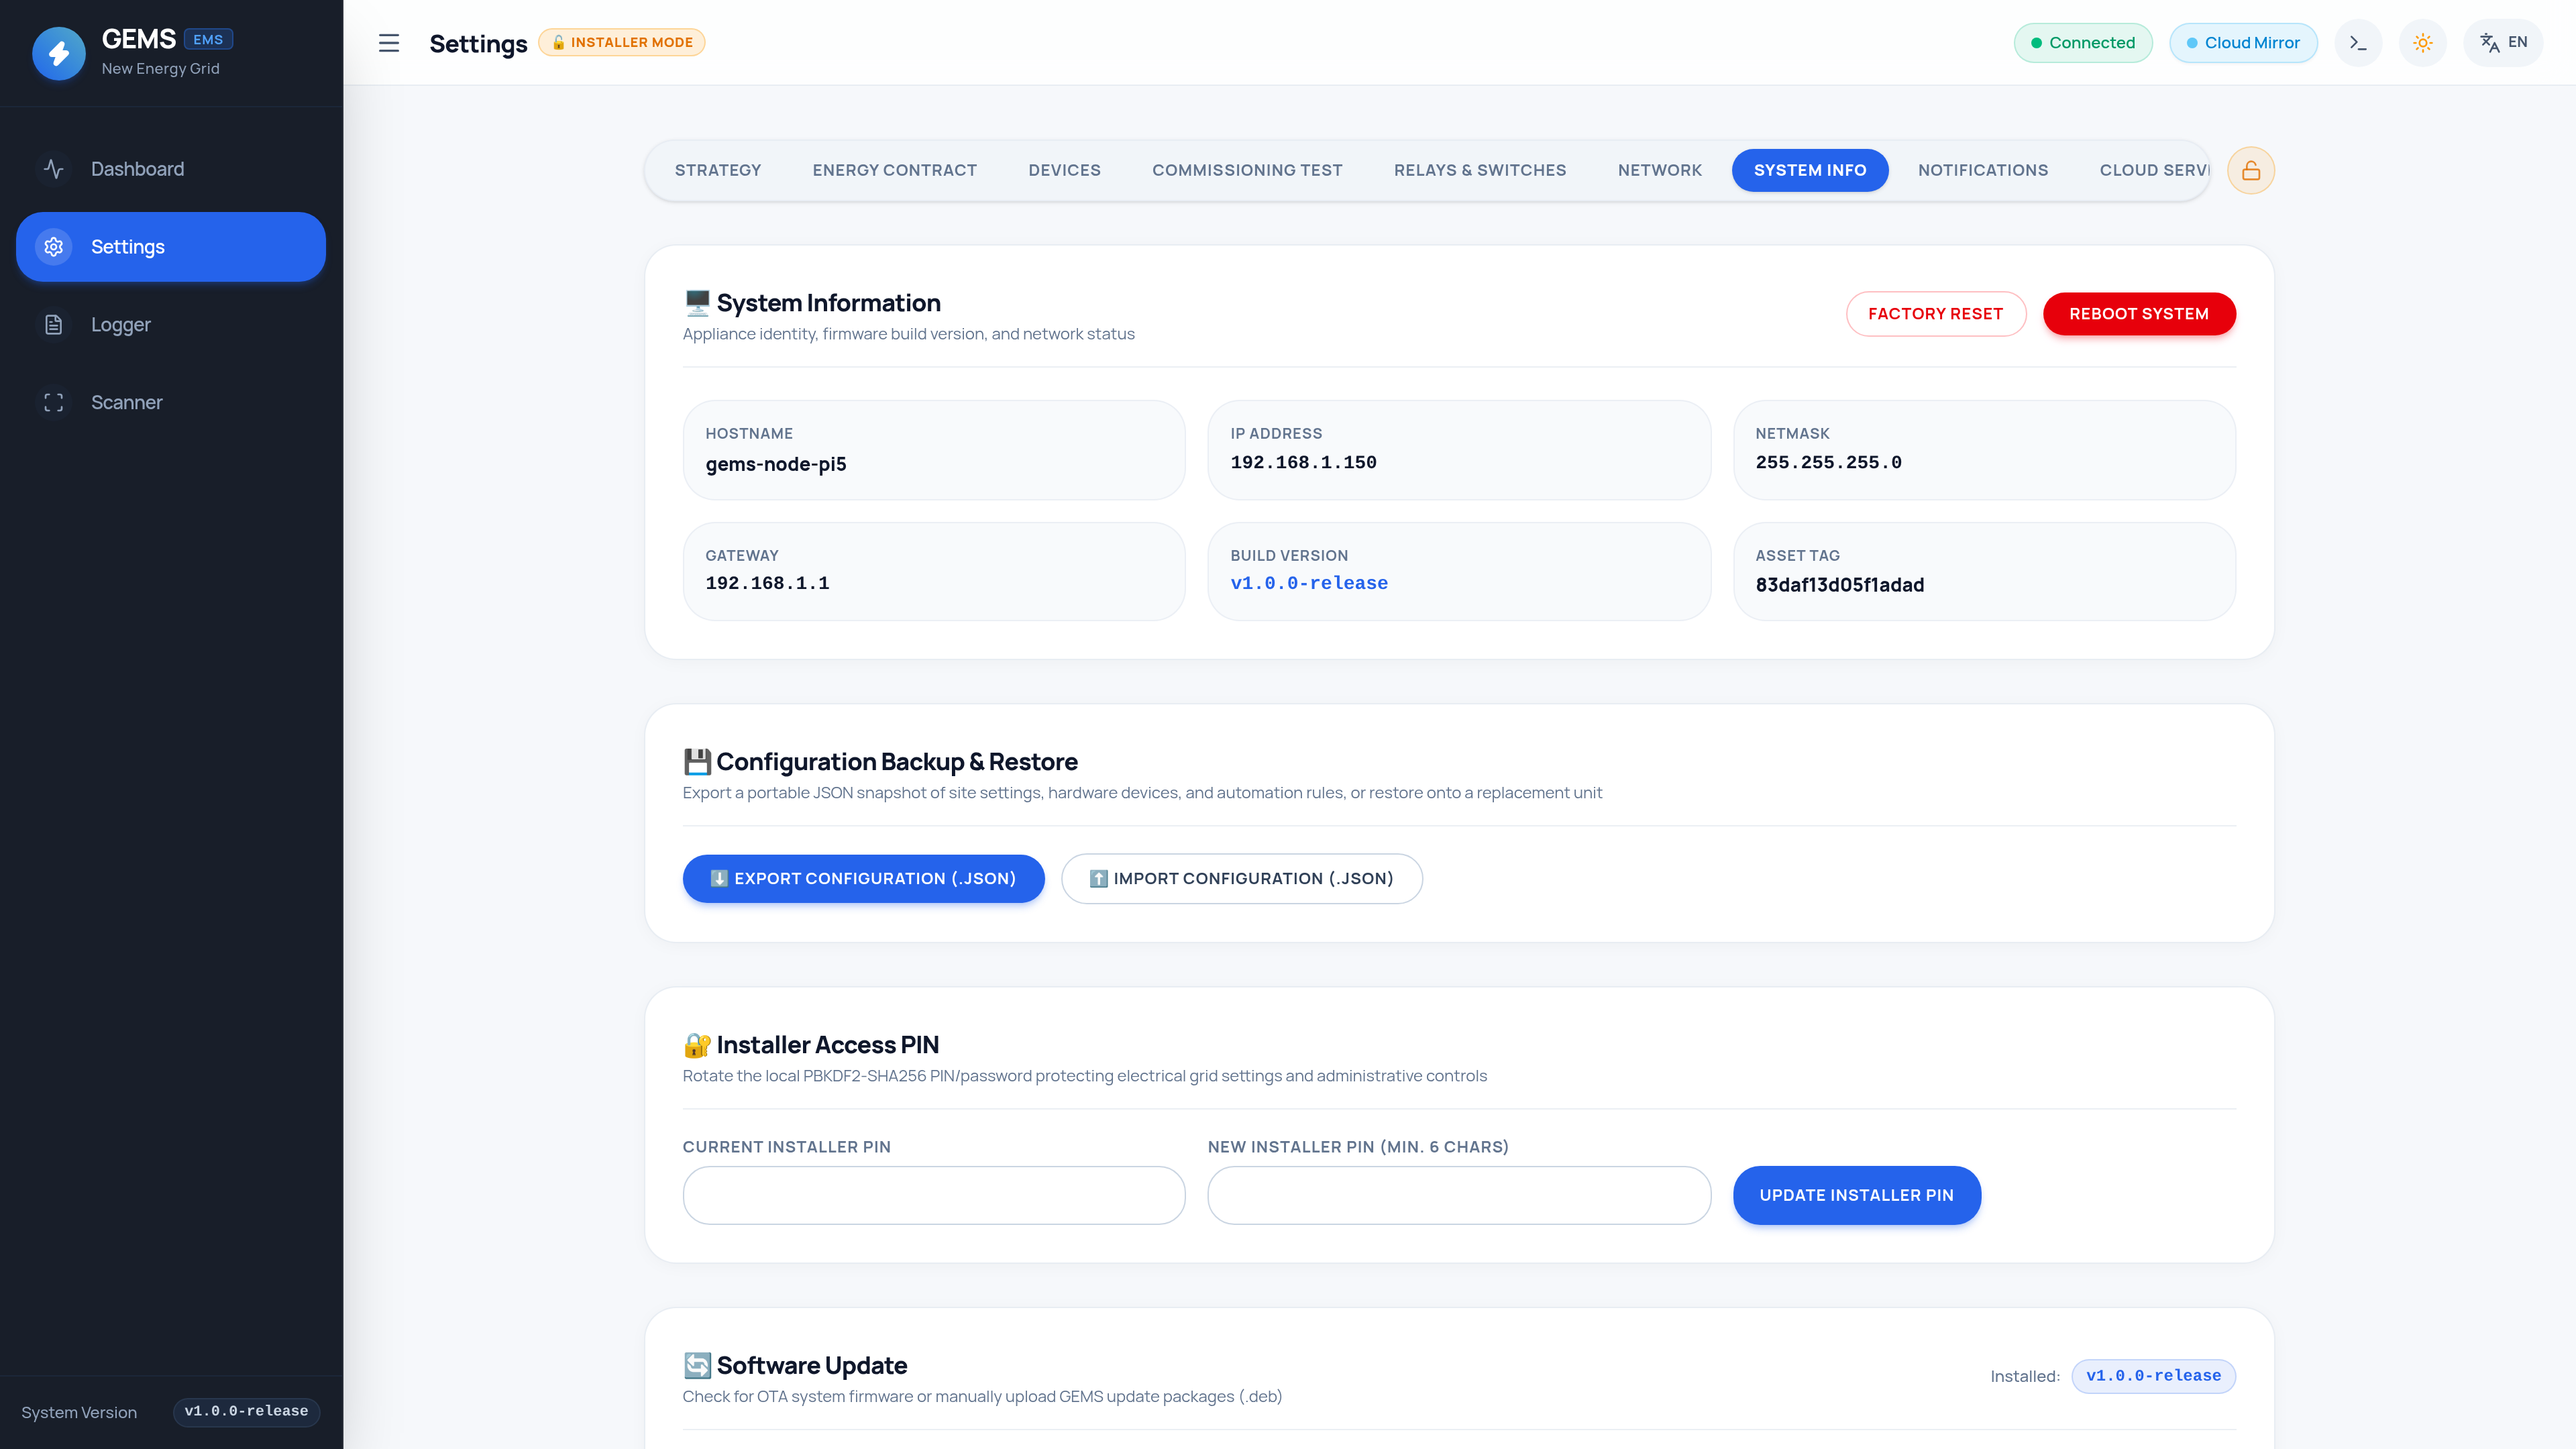 GEMS EMS
New Energy Grid
Dashboard
Settings
Logger
Scanner
System Version v1.0.0-release
Settings INSTALLER MODE
Connected
Cloud Mirror
EN
STRATEGY ENERGY CONTRACT DEVICES COMMISSIONING TEST RELAYS & SWITCHES NETWORK SYSTEM INFO NOTIFICATIONS CLOUD SERV
System Information
Appliance identity, firmware build version, and network status
FACTORY RESET REBOOT SYSTEM
HOSTNAME
gems-node-pi5
IP ADDRESS
192.168.1.150
NETMASK
255.255.255.0
GATEWAY
192.168.1.1
BUILD VERSION
v1.0.0-release
ASSET TAG
83daf13d05f1adad
Configuration Backup & Restore
Export a portable JSON snapshot of site settings, hardware devices, and automation rules, or restore onto a replacement unit
EXPORT CONFIGURATION (.JSON) IMPORT CONFIGURATION (.JSON)
Installer Access PIN
Rotate the local PBKDF2-SHA256 PIN/password protecting electrical grid settings and administrative controls
CURRENT INSTALLER PIN
NEW INSTALLER PIN (MIN. 6 CHARS)
UPDATE INSTALLER PIN
Software Update
Check for OTA system firmware or manually upload GEMS update packages (.deb)
Installed: v1.0.0-release